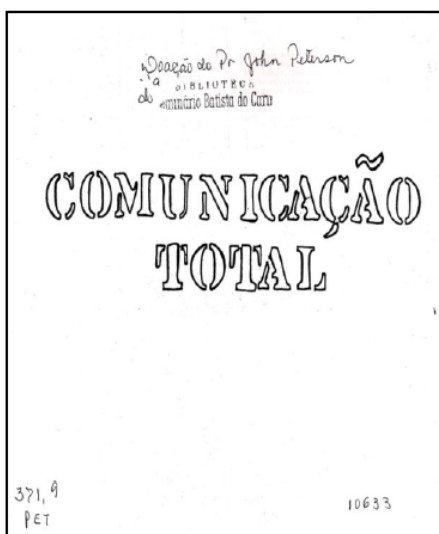 Doação do Pr John Peterson
à BIBLIOTECA
do Seminário Batista do Cariri
COMUNICAÇÃO
TOTAL
371,9
PET
10633